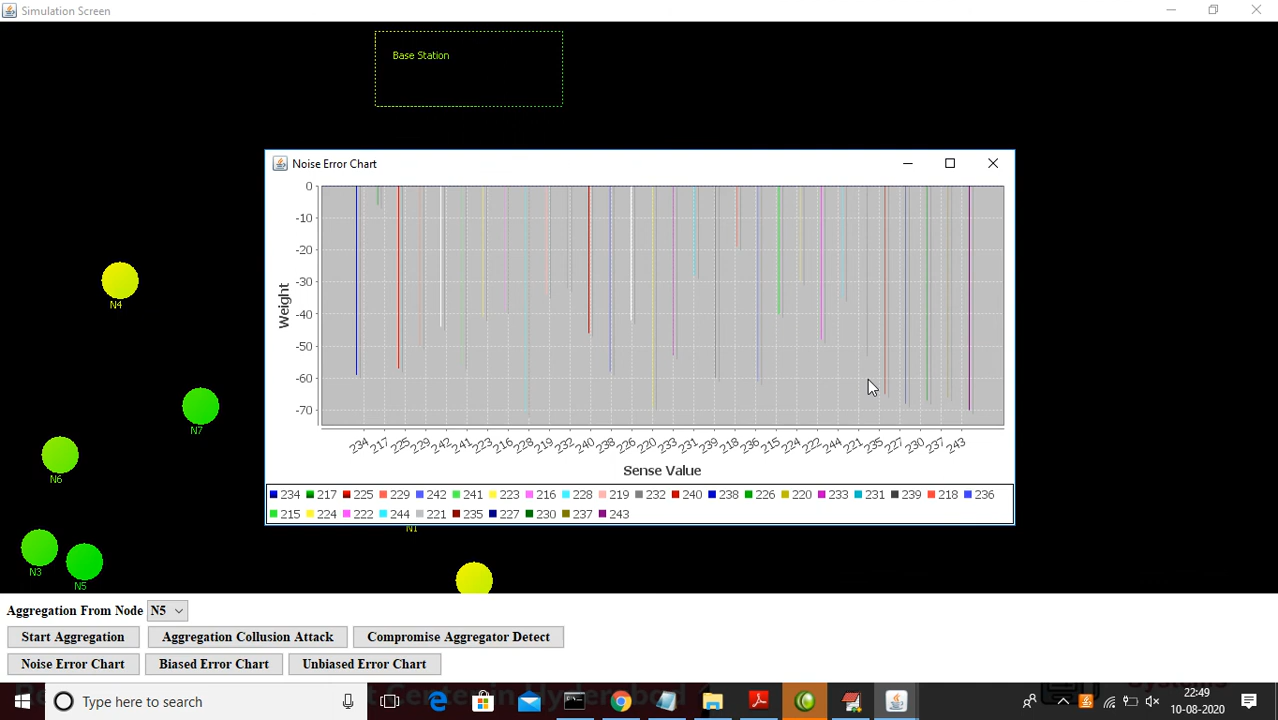 Simulation Screen
Base Station
Noise Error Chart
0
-10
-20
-30
-40
-50
-60
-70
Weight
234 217 225 229 242 241 223 216 228 219 232 240 238 226 220 233 231 239 218 236 215 224 222 244 221 235 227 230 237 243
Sense Value
234 217 225 229 242 241 223 216 228 219 232 240 238 226 220 233 231 239 218 236
215 224 222 244 221 235 227 230 237 243
N4
N7
N6
N1
N3
N5
Aggregation From Node N5
Start Aggregation Aggregation Collusion Attack Compromise Aggregator Detect
Noise Error Chart Biased Error Chart Unbiased Error Chart
Type here to search
22:49
10-08-2020